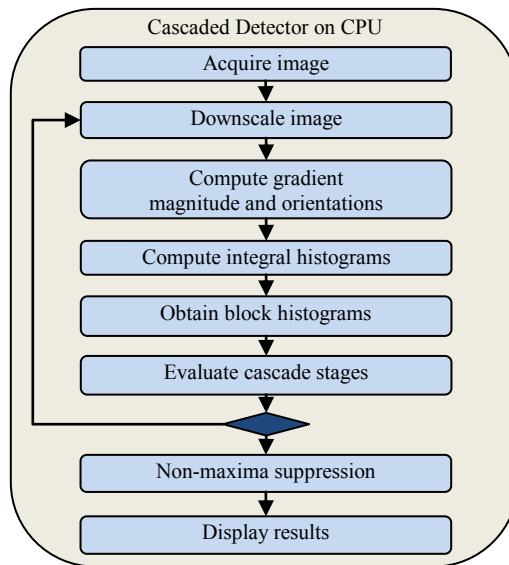 Cascaded Detector on CPU
Acquire image
Downscale image
Compute gradient
magnitude and orientations
Compute integral histograms
Obtain block histograms
Evaluate cascade stages
Non-maxima suppression
Display results